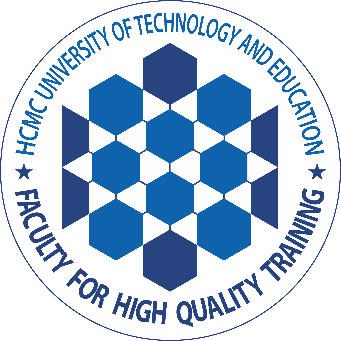 HCMC UNIVERSITY OF TECHNOLOGY AND EDUCATION
FACULTY FOR HIGH QUALITY TRAINING